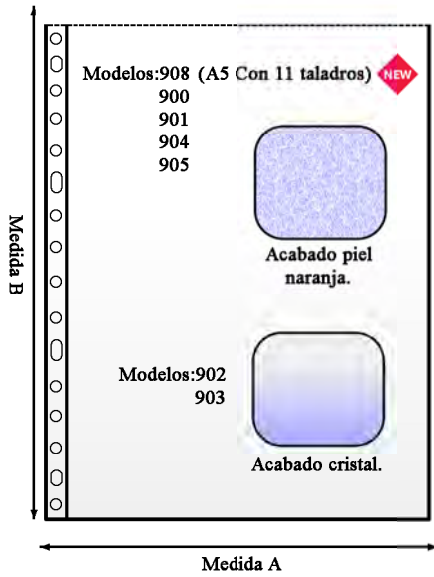 Modelos:908 (A5 Con 11 taladros) NEW
900
901
904
905
Acabado piel
naranja.
Medida B
Modelos:902
903
Acabado cristal.
Medida A